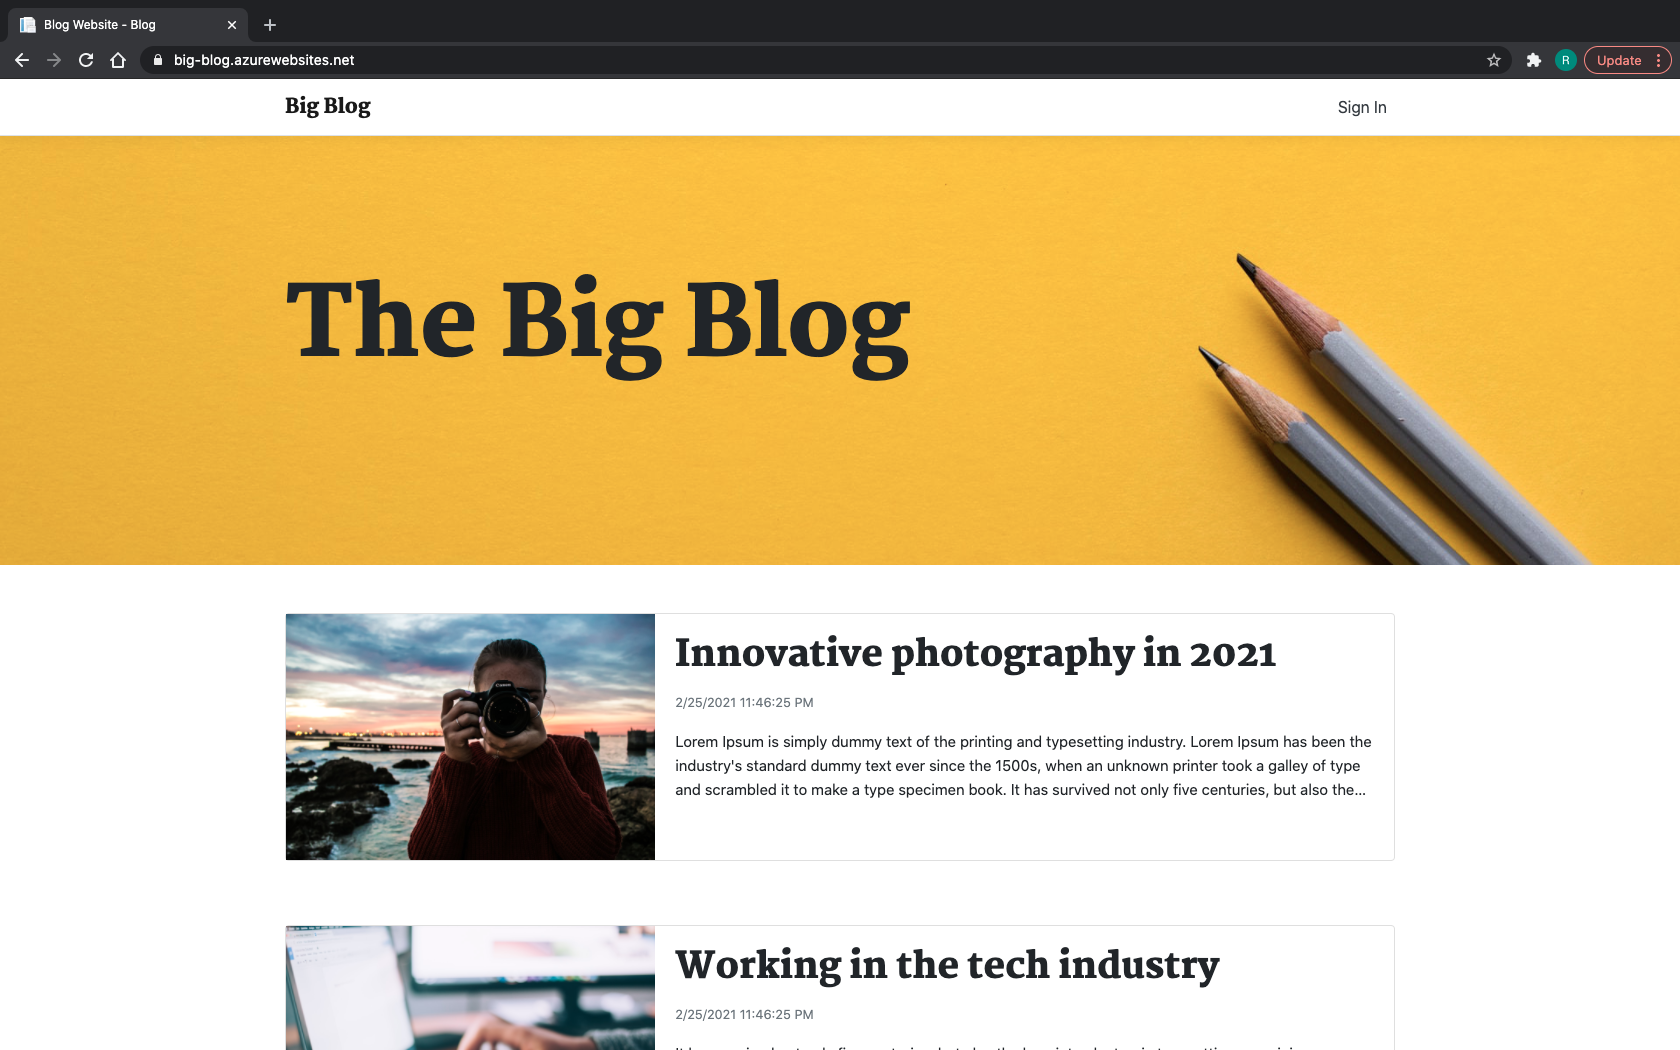 Blog Website - Blog
big-blog.azurewebsites.net
R
Update
Big Blog
Sign In
The Big Blog
Innovative photography in 2021
2/25/2021 11:46:25 PM
Lorem Ipsum is simply dummy text of the printing and typesetting industry. Lorem Ipsum has been the
industry's standard dummy text ever since the 1500s, when an unknown printer took a galley of type
and scrambled it to make a type specimen book. It has survived not only five centuries, but also the...
Canon
Working in the tech industry
2/25/2021 11:46:25 PM